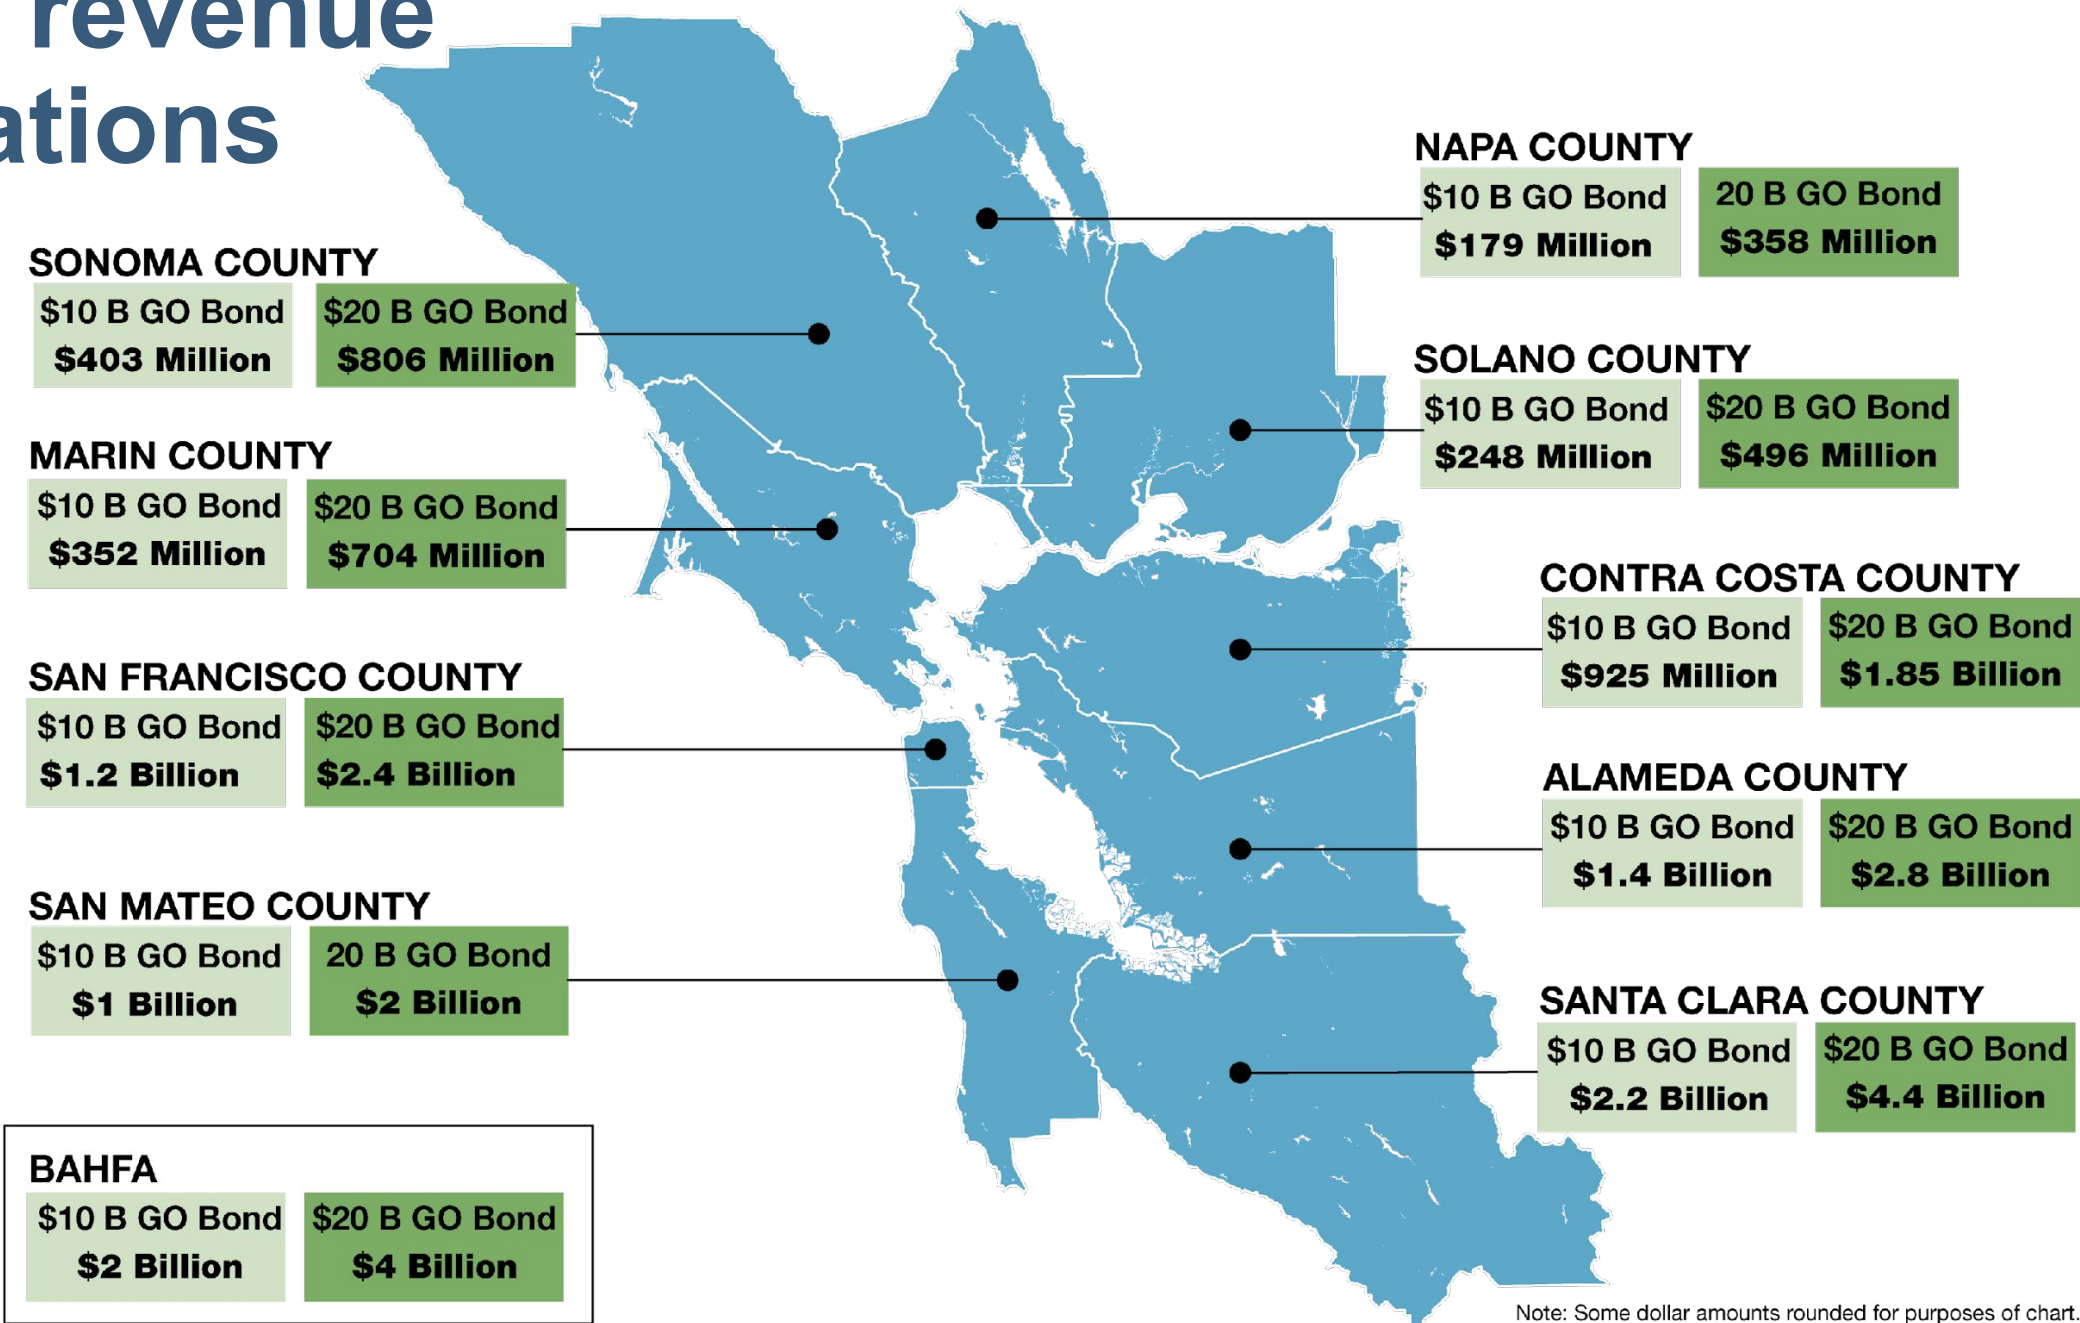 revenue
ations
SONOMA COUNTY
$10 B GO Bond
$403 Million
$20 B GO Bond
$806 Million
MARIN COUNTY
$10 B GO Bond
$352 Million
$20 B GO Bond
$704 Million
SAN FRANCISCO COUNTY
$10 B GO Bond
$1.2 Billion
$20 B GO Bond
$2.4 Billion
SAN MATEO COUNTY
$10 B GO Bond
$1 Billion
20 B GO Bond
$2 Billion
BAHFA
$10 B GO Bond
$2 Billion
$20 B GO Bond
$4 Billion
NAPA COUNTY
$10 B GO Bond
$179 Million
20 B GO Bond
$358 Million
SOLANO COUNTY
$10 B GO Bond
$248 Million
$20 B GO Bond
$496 Million
CONTRA COSTA COUNTY
$10 B GO Bond
$925 Million
$20 B GO Bond
$1.85 Billion
ALAMEDA COUNTY
$10 B GO Bond
$1.4 Billion
$20 B GO Bond
$2.8 Billion
SANTA CLARA COUNTY
$10 B GO Bond
$2.2 Billion
$20 B GO Bond
$4.4 Billion
Note: Some dollar amounts rounded for purposes of chart.